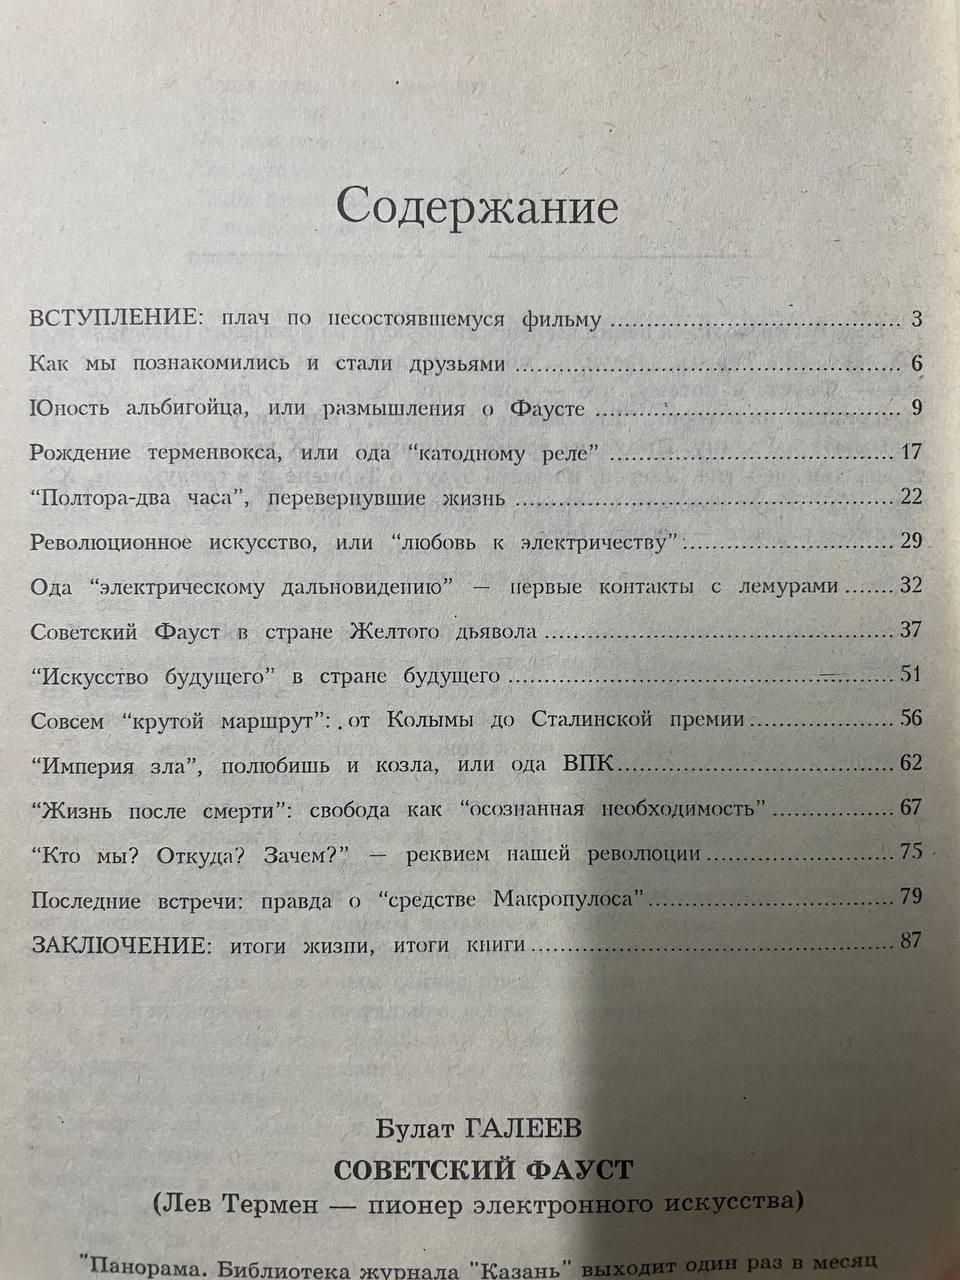 Содержание
ВСТУПЛЕНИЕ: плач по несостоявшемуся фильму ........................ 3
Как мы познакомились и стали друзьями ........................ 6
Юность альбигойца, или размышления о Фаусте ........................ 9
Рождение терменвокса, или ода “катодному реле” ........................ 17
“Полтора-два часа”, перевернувшие жизнь ........................ 22
Революционное искусство, или “любовь к электричеству” ........................ 29
Ода “электрическому дальновидению” — первые контакты с лемурами ....... 32
Советский Фауст в стране Желтого дьявола ........................ 37
“Искусство будущего” в стране будущего ........................ 51
Совсем “крутой маршрут”: от Колымы до Сталинской премии ........................ 56
“Империя зла”, полюбишь и козла, или ода ВПК ........................ 62
“Жизнь после смерти”: свобода как “осознанная необходимость” ........................ 67
“Кто мы? Откуда? Зачем?” — реквием нашей революции ........................ 75
Последние встречи: правда о “средстве Макропулоса” ........................ 79
ЗАКЛЮЧЕНИЕ: итоги жизни, итоги книги ........................ 87
Булат ГАЛЕЕВ
СОВЕТСКИЙ ФАУСТ
(Лев Термен — пионер электронного искусства)
"Панорама. Библиотека журнала "Казань" выходит один раз в месяц